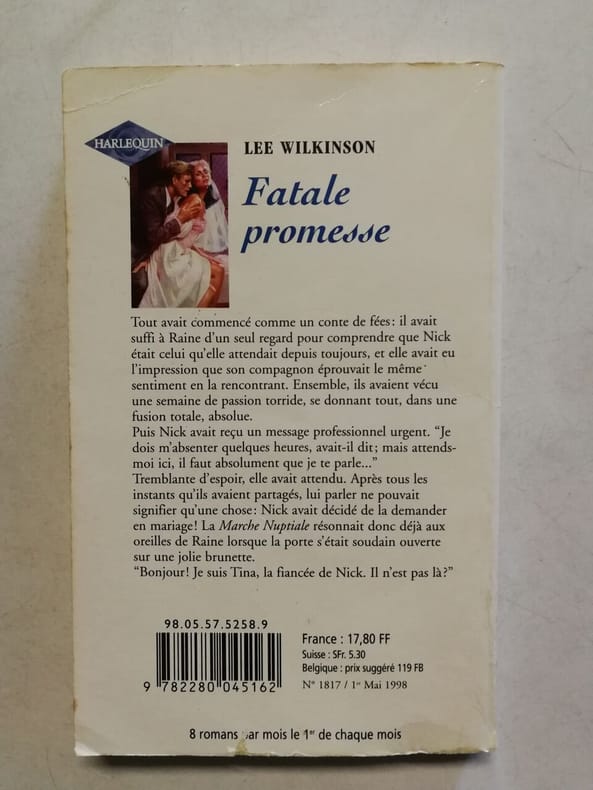 HARLEQUIN
LEE WILKINSON
Fatale
promesse
Tout avait commencé comme un conte de fées : il avait
suffi à Raine d'un seul regard pour comprendre que Nick
était celui qu'elle attendait depuis toujours, et elle avait eu
l'impression que son compagnon éprouvait le même
sentiment en la rencontrant. Ensemble, ils avaient vécu
une semaine de passion torride, se donnant tout, dans une
fusion totale, absolue.
Puis Nick avait reçu un message professionnel urgent. "Je
dois m'absenter quelques heures, avait-il dit ; mais attends-
moi ici, il faut absolument que je te parle..."
Tremblante d'espoir, elle avait attendu. Après tous les
instants qu'ils avaient partagés, lui parler ne pouvait
signifier qu'une chose : Nick avait décidé de la demander
en mariage! La Marche Nuptiale résonnait donc déjà aux
oreilles de Raine lorsque la porte s'était soudain ouverte
sur une jolie brunette.
"Bonjour! Je suis Tina, la fiancée de Nick. Il n'est pas là?"
98.05.57.5258.9
9 782280 045162
France : 17,80 FF
Suisse : SFr. 5.30
Belgique : prix suggéré 119 FB
N° 1817 / 1er Mai 1998
8 romans par mois le 1er de chaque mois